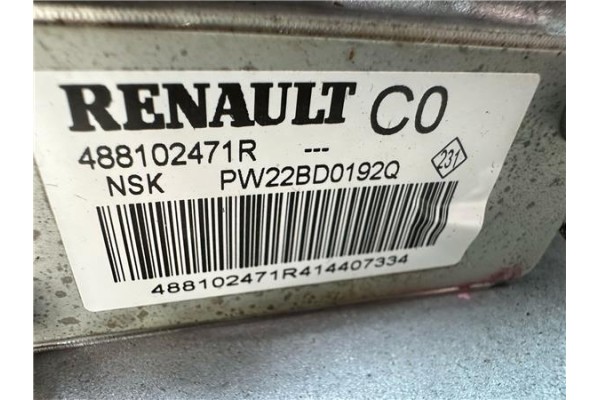 RENAULT C0
488102471R ---
NSK PW22BD0192Q 231
488102471R414407334